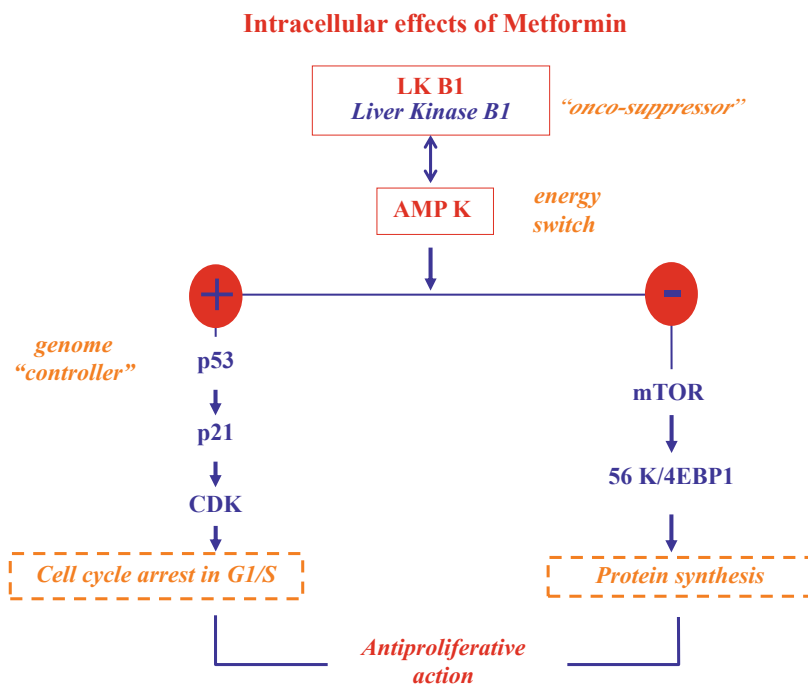 Intracellular effects of Metformin
LK B1
Liver Kinase B1
“onco-suppressor”
AMP K
energy
switch
+
-
genome
“controller”
p53
p21
CDK
Cell cycle arrest in G1/S
mTOR
56 K/4EBP1
Protein synthesis
Antiproliferative
action